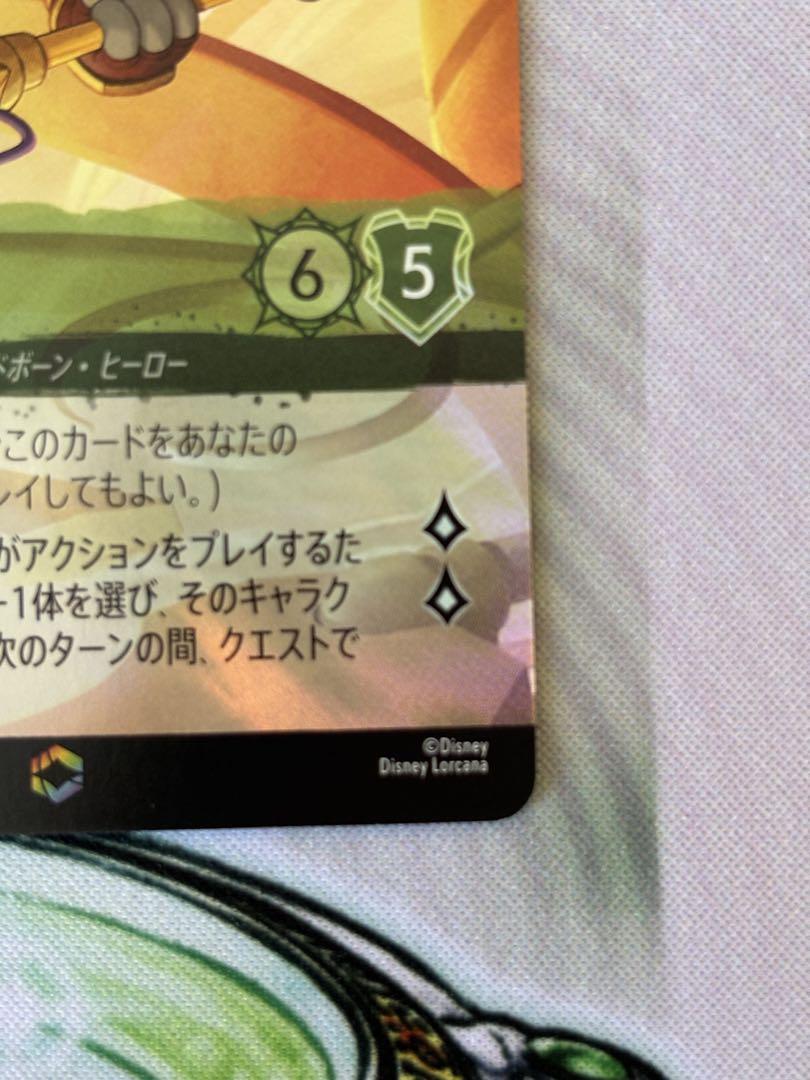 6 5
ドボーン・ヒーロー
このカードをあなたの
レイしてもよい。)
がアクションをプレイするた
ー1体を選び、そのキャラク
次のターンの間、クエストで
©Disney
Disney Lorcana